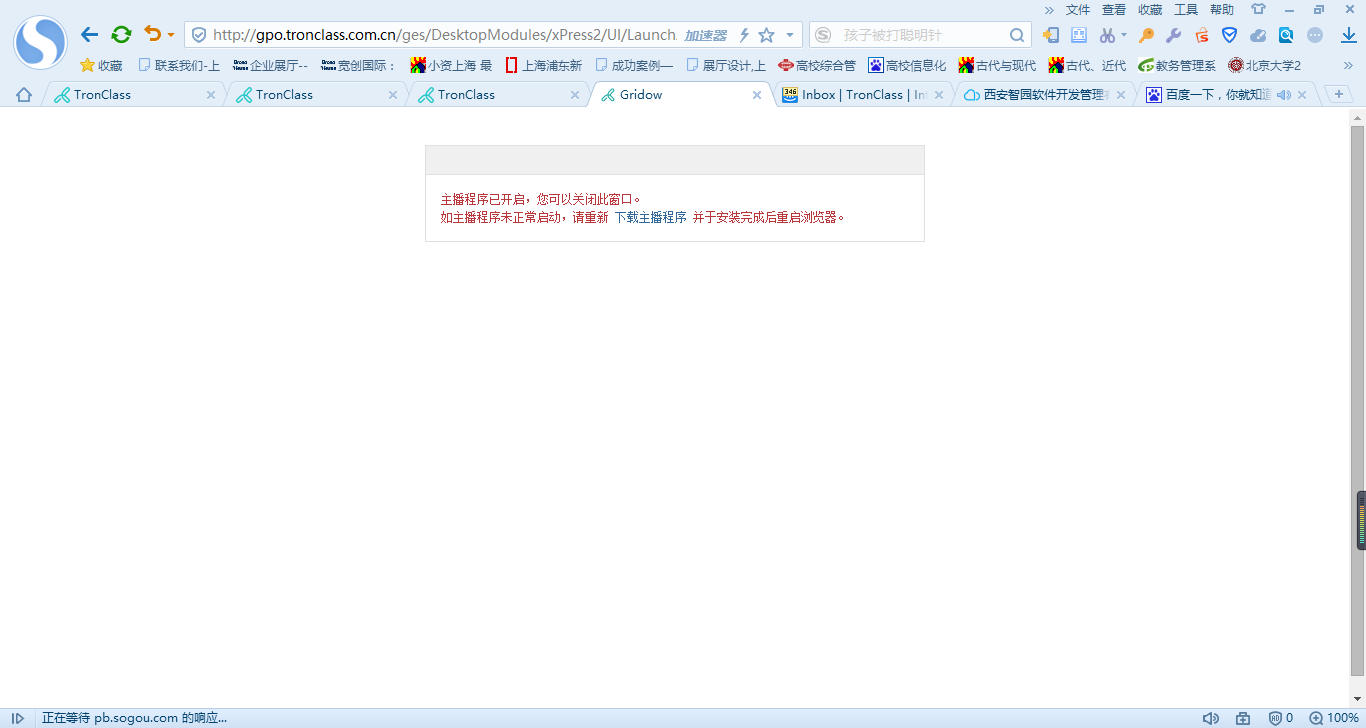 文件 查看 收藏 工具 帮助
http://gpo.tronclass.com.cn/ges/DesktopModules/xPress2/UI/Launch. 加速器 孩子被打聪明针
收藏 联系我们-上 企业展厅-- 宽创国际: 小资上海 最 上海浦东新 成功案例— 展厅设计,上 高校综合管 高校信息化 古代与现代 古代、近代 教务管理系 北京大学2
TronClass TronClass TronClass Gridow Inbox | TronClass | In 西安智园软件开发管理 百度一下，你就知道
主播程序已开启，您可以关闭此窗口。
如主播程序未正常启动，请重新 下载主播程序 并于安装完成后重启浏览器。
正在等待 pb.sogou.com 的响应... 0 100%